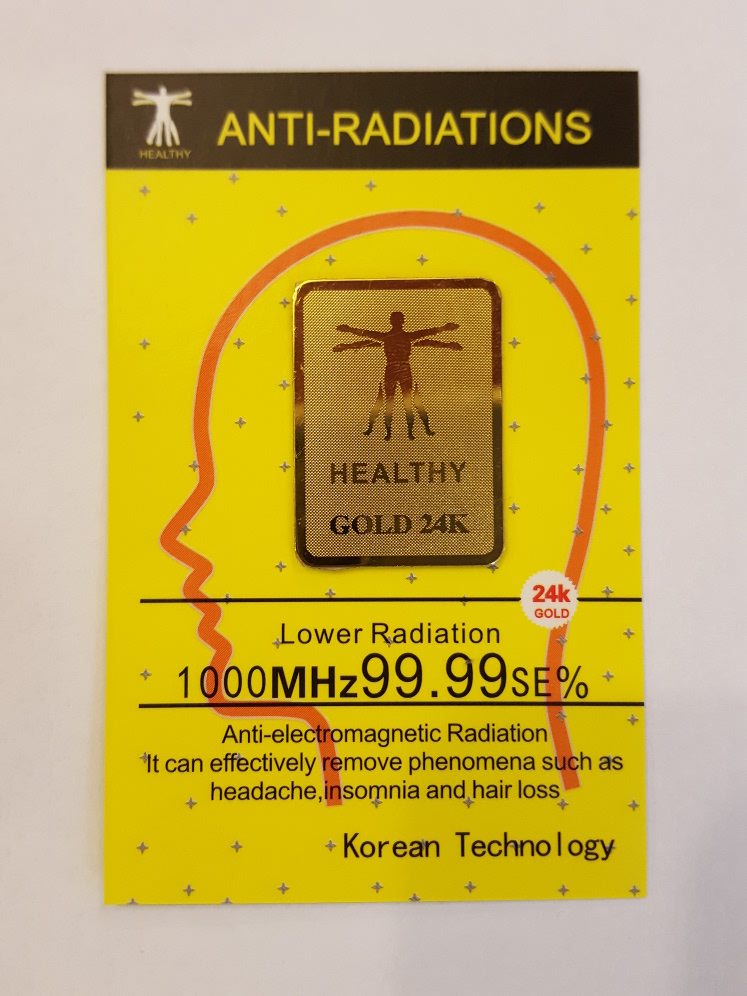 HEALTHY
ANTI-RADIATIONS
HEALTHY
GOLD 24K
24k
GOLD
Lower Radiation
1000MHz99.99SE%
Anti-electromagnetic Radiation
It can effectively remove phenomena such as
headache,insomnia and hair loss
Korean Technology